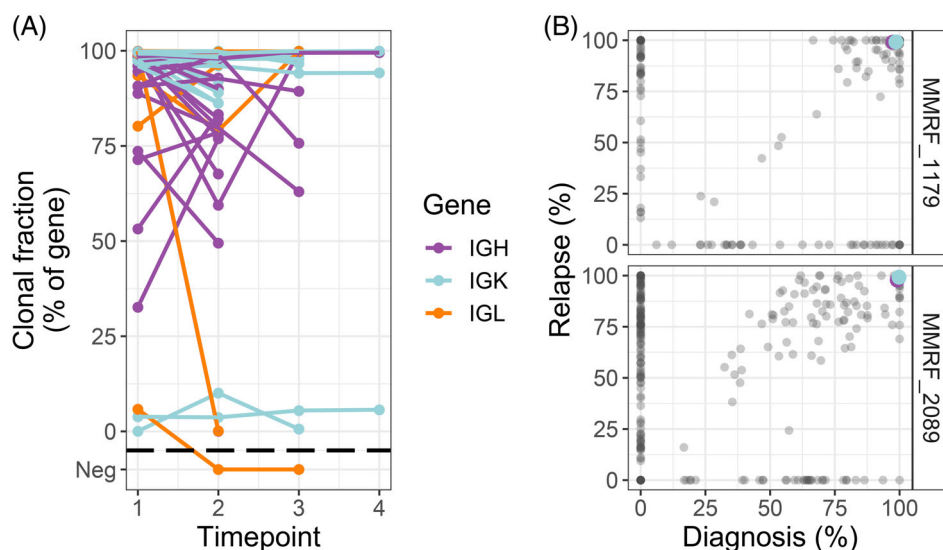 (A)
Clonal fraction
(% of gene)
100
75
50
25
0
Neg
1 2 3 4
Timepoint
Gene
IGH
IGK
IGL
(B)
Relapse (%)
100
75
50
25
0
MMRF_1179
100
75
50
25
0
MMRF_2089
0 25 50 75 100
Diagnosis (%)